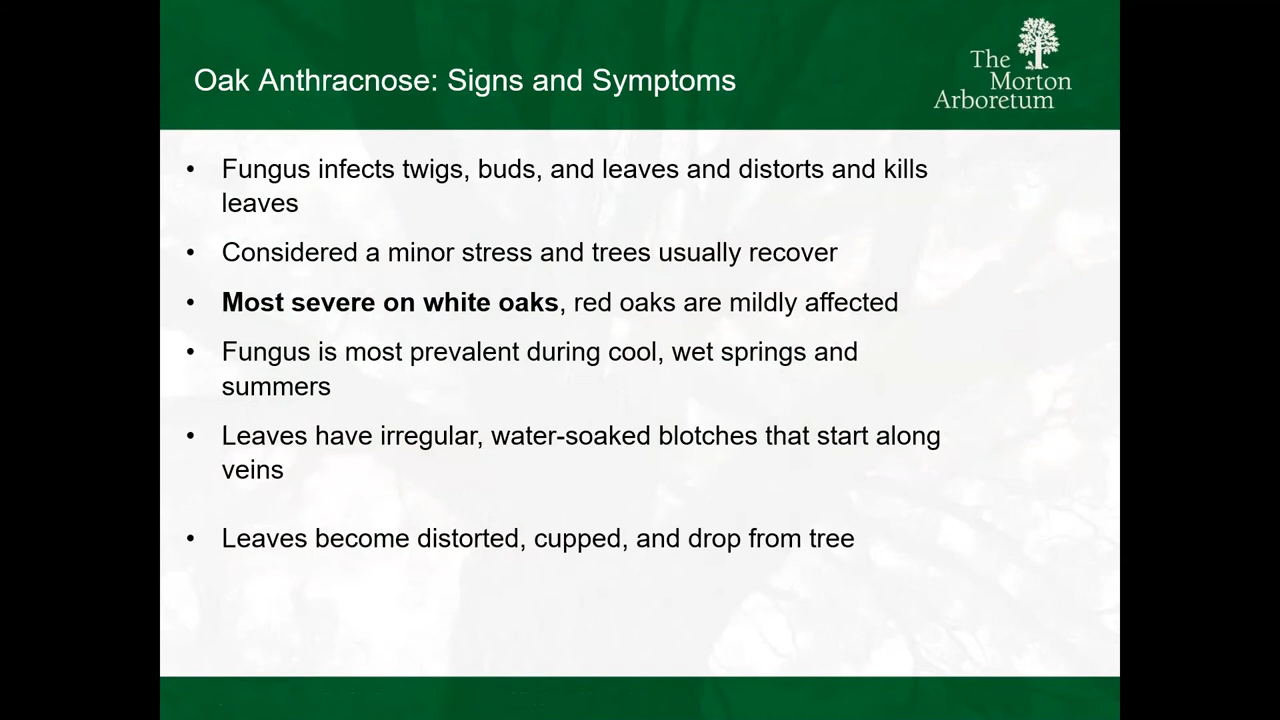 Oak Anthracnose: Signs and Symptoms
The
Morton
Arboretum
• Fungus infects twigs, buds, and leaves and distorts and kills
leaves
• Considered a minor stress and trees usually recover
• Most severe on white oaks, red oaks are mildly affected
• Fungus is most prevalent during cool, wet springs and
summers
• Leaves have irregular, water-soaked blotches that start along
veins
• Leaves become distorted, cupped, and drop from tree